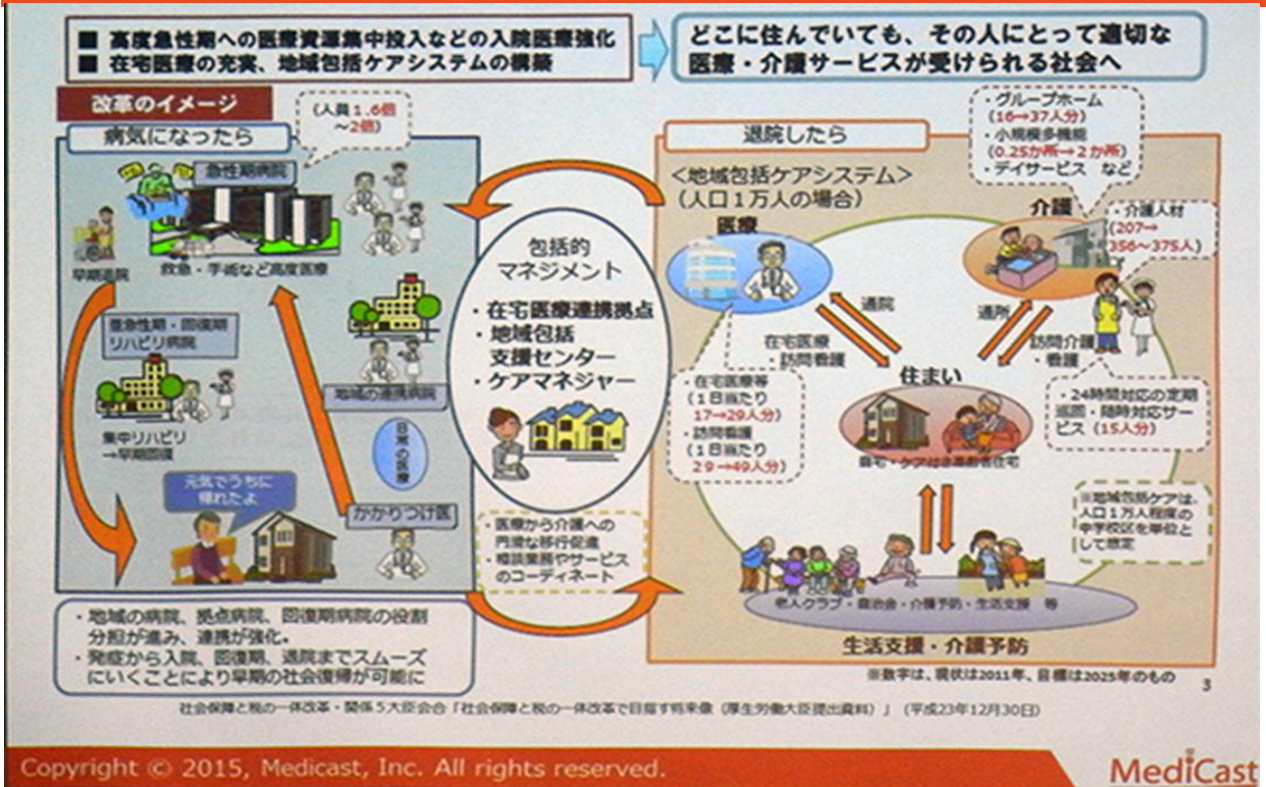 ■ 高度急性期への医療資源集中投入などの入院医療強化
■ 在宅医療の充実、地域包括ケアシステムの構築
どこに住んでいても、その人にとって適切な
医療・介護サービスが受けられる社会へ
改革のイメージ
病気になったら
(人員1.6倍
～2倍)
急性期病院
早期退院
救急・手術など高度医療
亜急性期・回復期
リハビリ病院
集中リハビリ
→早期回復
地域の連携病院
日常の医療
元気でうちに
帰れたよ
かかりつけ医
・地域の病院、拠点病院、回復期病院の役割
分担が進み、連携が強化。
・発症から入院、回復期、退院までスムーズ
にいくことにより早期の社会復帰が可能に
包括的
マネジメント
・在宅医療連携拠点
・地域包括
支援センター
・ケアマネジャー
・医療から介護への
円滑な移行促進
・相談業務やサービス
のコーディネート
退院したら
＜地域包括ケアシステム＞
(人口１万人の場合)
医療
介護
・グループホーム
(16→37人分)
・小規模多機能
(0.25か所→２か所)
・デイサービス など
・介護人材
(207→
356～375人)
通院
通所
在宅医療
・訪問看護
訪問介護
・看護
・在宅医療等
(１日当たり
17→29人分)
・訪問看護
(１日当たり
29→49人分)
住まい
自宅・ケア付き高齢者住宅
・24時間対応の定期
巡回・随時対応サー
ビス（15人分）
※地域包括ケアは、
人口１万人程度の
中学校区を単位と
して想定
老人クラブ・自治会・介護予防・生活支援 等
生活支援・介護予防
※数字は、現状は2011年、目標は2025年のもの
3
社会保障と税の一体改革・関係５大臣会合「社会保障と税の一体改革で目指す将来像（厚生労働大臣提出資料）」（平成23年12月30日）
Copyright © 2015, Medicast, Inc. All rights reserved.
MediCast